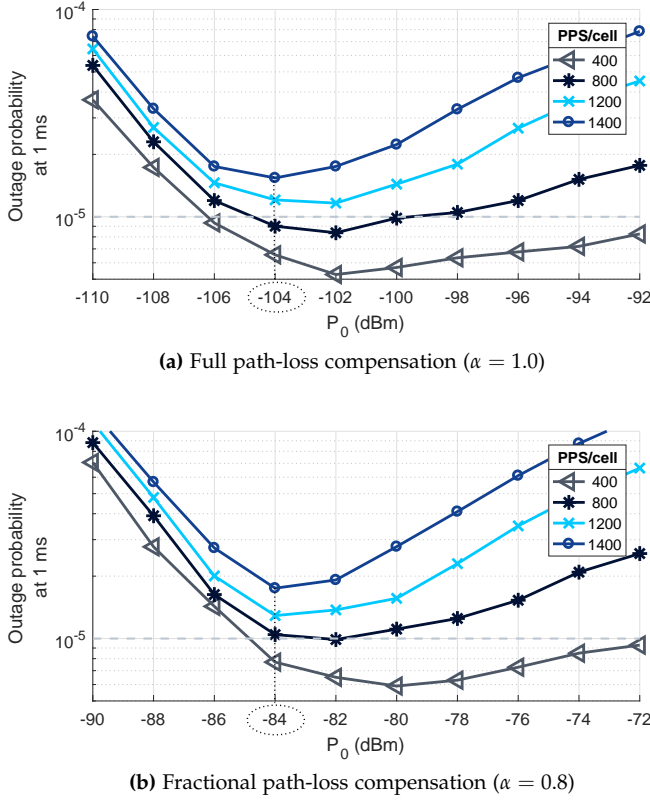 10^-4
PPS/cell
400
800
1200
1400
Outage probability
at 1 ms
10^-5
-110 -108 -106 -104 -102 -100 -98 -96 -94 -92
P_0 (dBm)
(a) Full path-loss compensation (α = 1.0)
10^-4
PPS/cell
400
800
1200
1400
Outage probability
at 1 ms
10^-5
-90 -88 -86 -84 -82 -80 -78 -76 -74 -72
P_0 (dBm)
(b) Fractional path-loss compensation (α = 0.8)